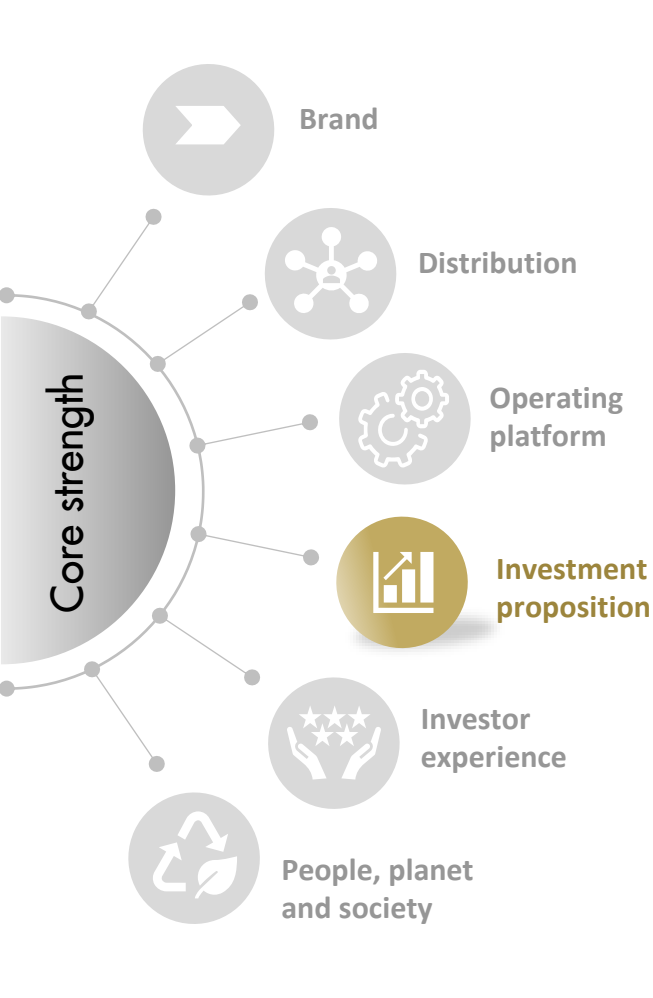 Brand
Distribution
Operating
platform
Core strength
Investment
proposition
Investor
experience
People, planet
and society